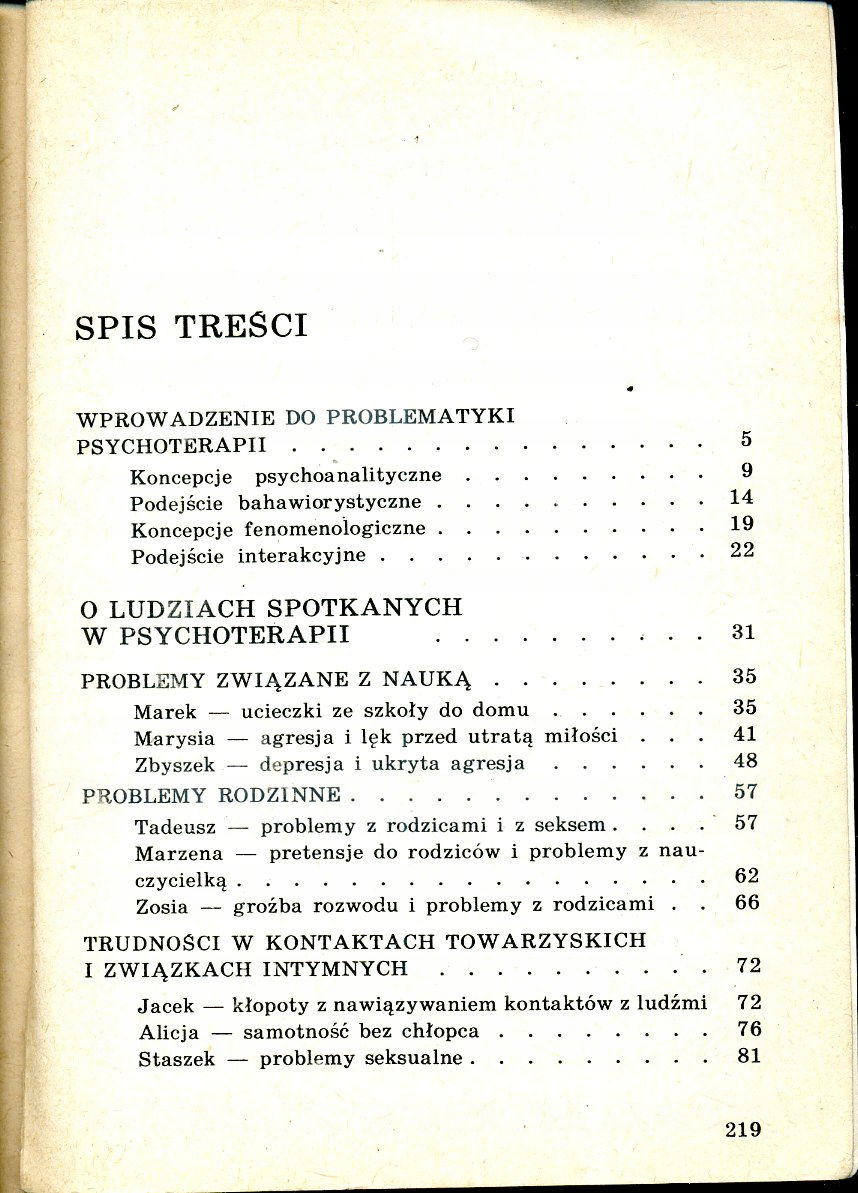 SPIS TREŚCI
WPROWADZENIE DO PROBLEMATYKI
PSYCHOTERAPII . . . . . . . . . . . . . . . 5
Koncepcje psychoanalityczne . . . . . . . . . 9
Podejście bahawiorystyczne . . . . . . . . . . 14
Koncepcje fenomenologiczne . . . . . . . . . . 19
Podejście interakcyjne . . . . . . . . . . . . 22
O LUDZIACH SPOTKANYCH
W PSYCHOTERAPII . . . . . . . . . . 31
PROBLEMY ZWIĄZANE Z NAUKĄ . . . . . . . . 35
Marek — ucieczki ze szkoły do domu . . . . . . 35
Marysia — agresja i lęk przed utratą miłości . . . 41
Zbyszek — depresja i ukryta agresja . . . . . . 48
PROBLEMY RODZINNE . . . . . . . . . . . . . 57
Tadeusz — problemy z rodzicami i z seksem . . . . 57
Marzena — pretensje do rodziców i problemy z nau-
czycielką . . . . . . . . . . . . . . . . . 62
Zosia — groźba rozwodu i problemy z rodzicami . . 66
TRUDNOŚCI W KONTAKTACH TOWARZYSKICH
I ZWIĄZKACH INTYMNYCH . . . . . . . . . . 72
Jacek — kłopoty z nawiązywaniem kontaktów z ludźmi 72
Alicja — samotność bez chłopca . . . . . . . . 76
Staszek — problemy seksualne . . . . . . . . . 81
219